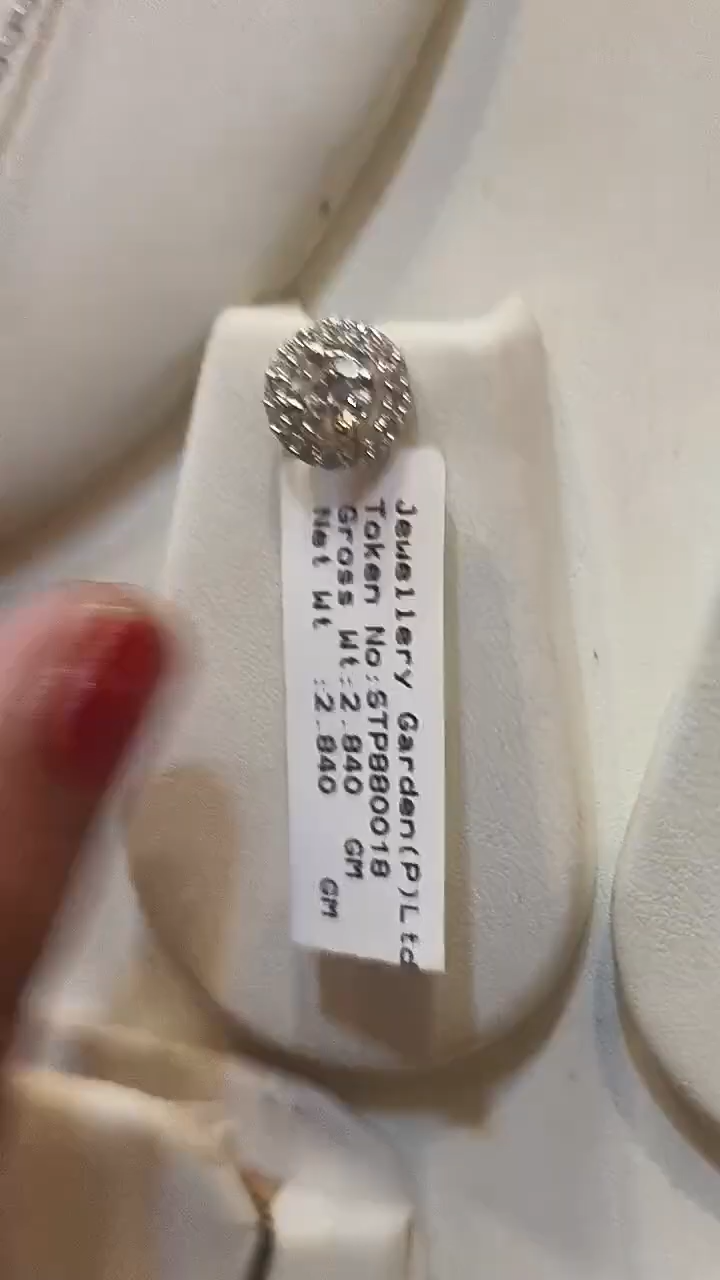 Jewellery Garden(P)Ltd
Token No:STP880018
Gross Wt:2.840 GM
Net Wt :2.840 GM